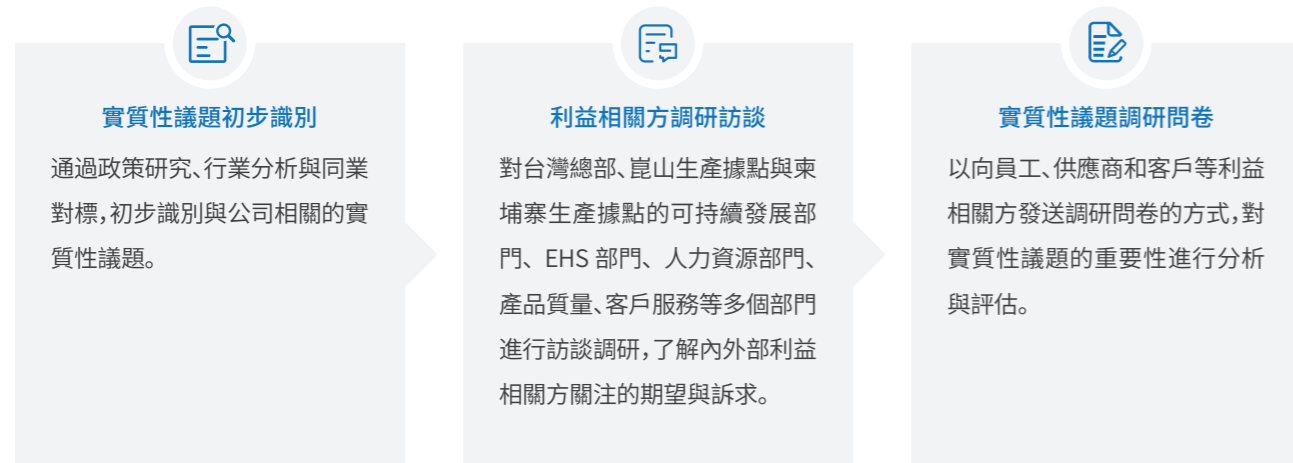 實質性議題初步識別
通過政策研究、行業分析與同業
對標，初步識別與公司相關的實
質性議題。
利益相關方調研訪談
對台灣總部、崑山生產據點與柬
埔寨生產據點的可持續發展部
門、EHS 部門、人力資源部門、
產品質量、客戶服務等多個部門
進行訪談調研，了解內外部利益
相關方關注的期望與訴求。
實質性議題調研問卷
以向員工、供應商和客戶等利益
相關方發送調研問卷的方式，對
實質性議題的重要性進行分析
與評估。